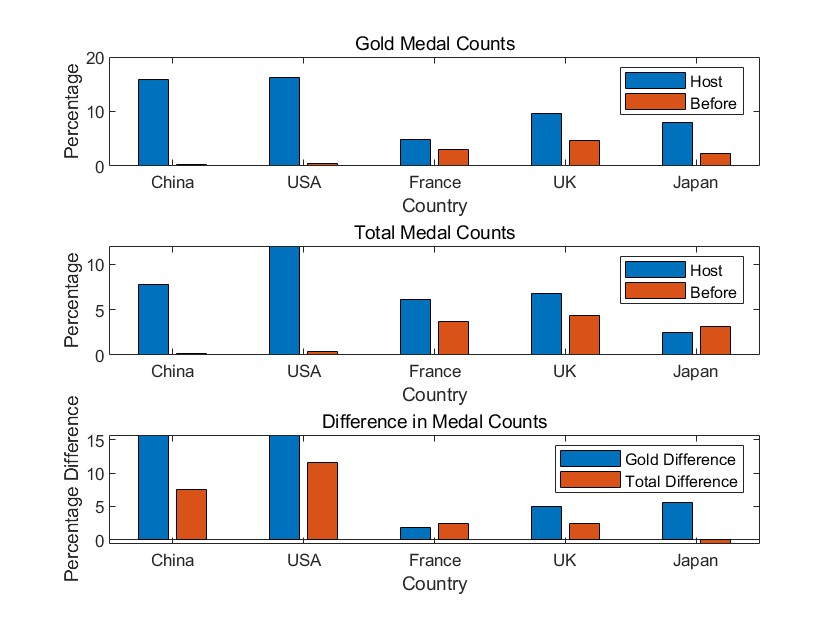 Gold Medal Counts
Percentage
20
10
0
Host
Before
China USA France UK Japan
Country
Total Medal Counts
Percentage
10
5
0
Host
Before
China USA France UK Japan
Country
Difference in Medal Counts
Percentage Difference
15
10
5
0
Gold Difference
Total Difference
China USA France UK Japan
Country